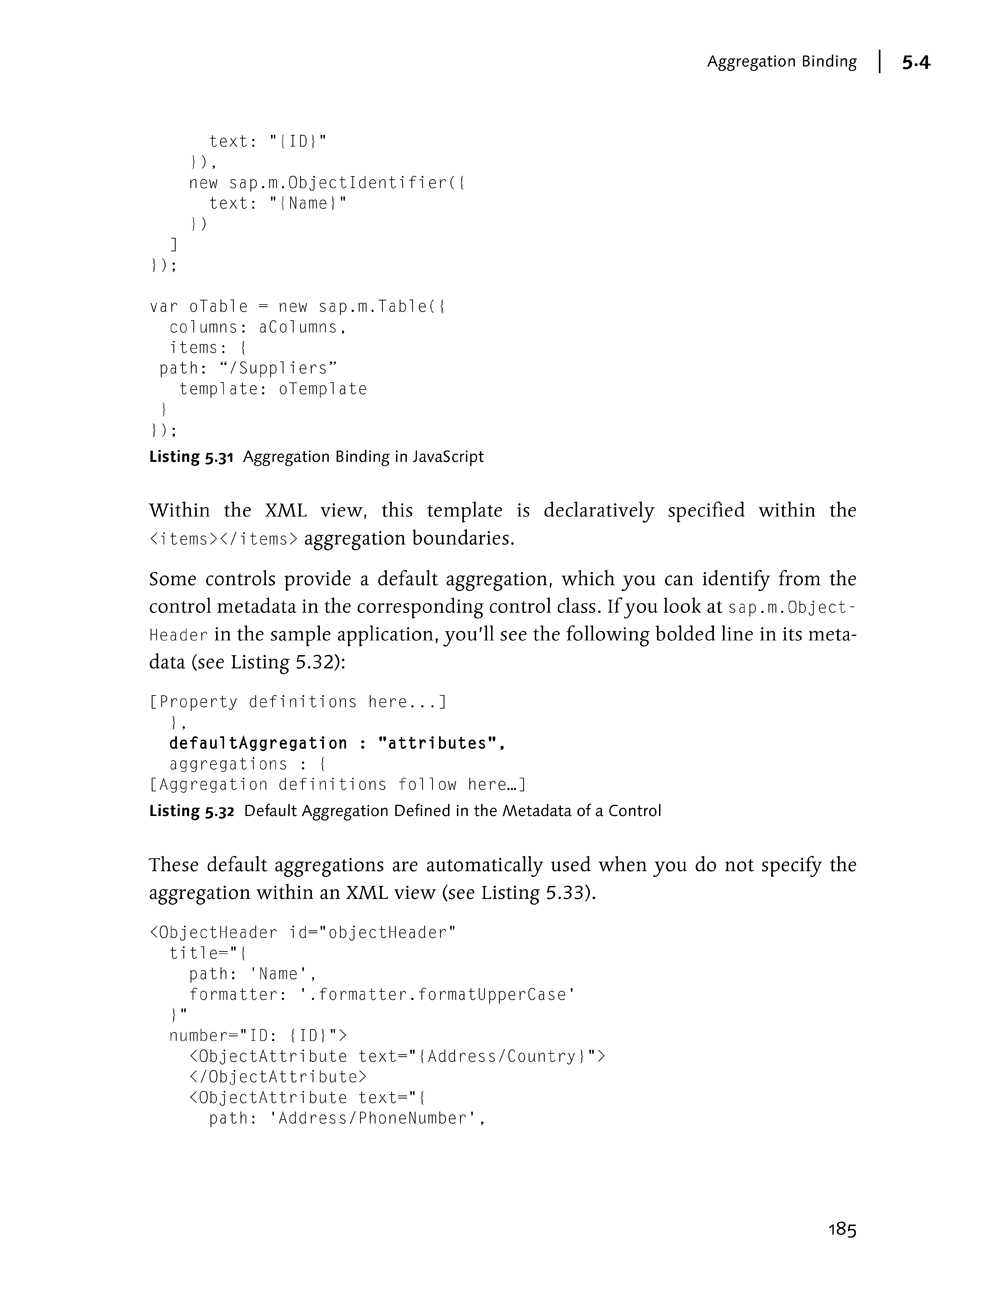 Aggregation Binding | 5.4
text: "{ID}"
}),
new sap.m.ObjectIdentifier({
text: "{Name}"
})
]
});
var oTable = new sap.m.Table({
columns: aColumns,
items: {
path: “/Suppliers”
template: oTemplate
}
});
Listing 5.31 Aggregation Binding in JavaScript
Within the XML view, this template is declaratively specified within the
<items></items> aggregation boundaries.
Some controls provide a default aggregation, which you can identify from the
control metadata in the corresponding control class. If you look at sap.m.Object-
Header in the sample application, you’ll see the following bolded line in its meta-
data (see Listing 5.32):
[Property definitions here...]
},
defaultAggregation : "attributes",
aggregations : {
[Aggregation definitions follow here…]
Listing 5.32 Default Aggregation Defined in the Metadata of a Control
These default aggregations are automatically used when you do not specify the
aggregation within an XML view (see Listing 5.33).
<ObjectHeader id="objectHeader"
title="{
path: 'Name',
formatter: '.formatter.formatUpperCase'
}"
number="ID: {ID}">
<ObjectAttribute text="{Address/Country}">
</ObjectAttribute>
<ObjectAttribute text="{
path: 'Address/PhoneNumber',
185